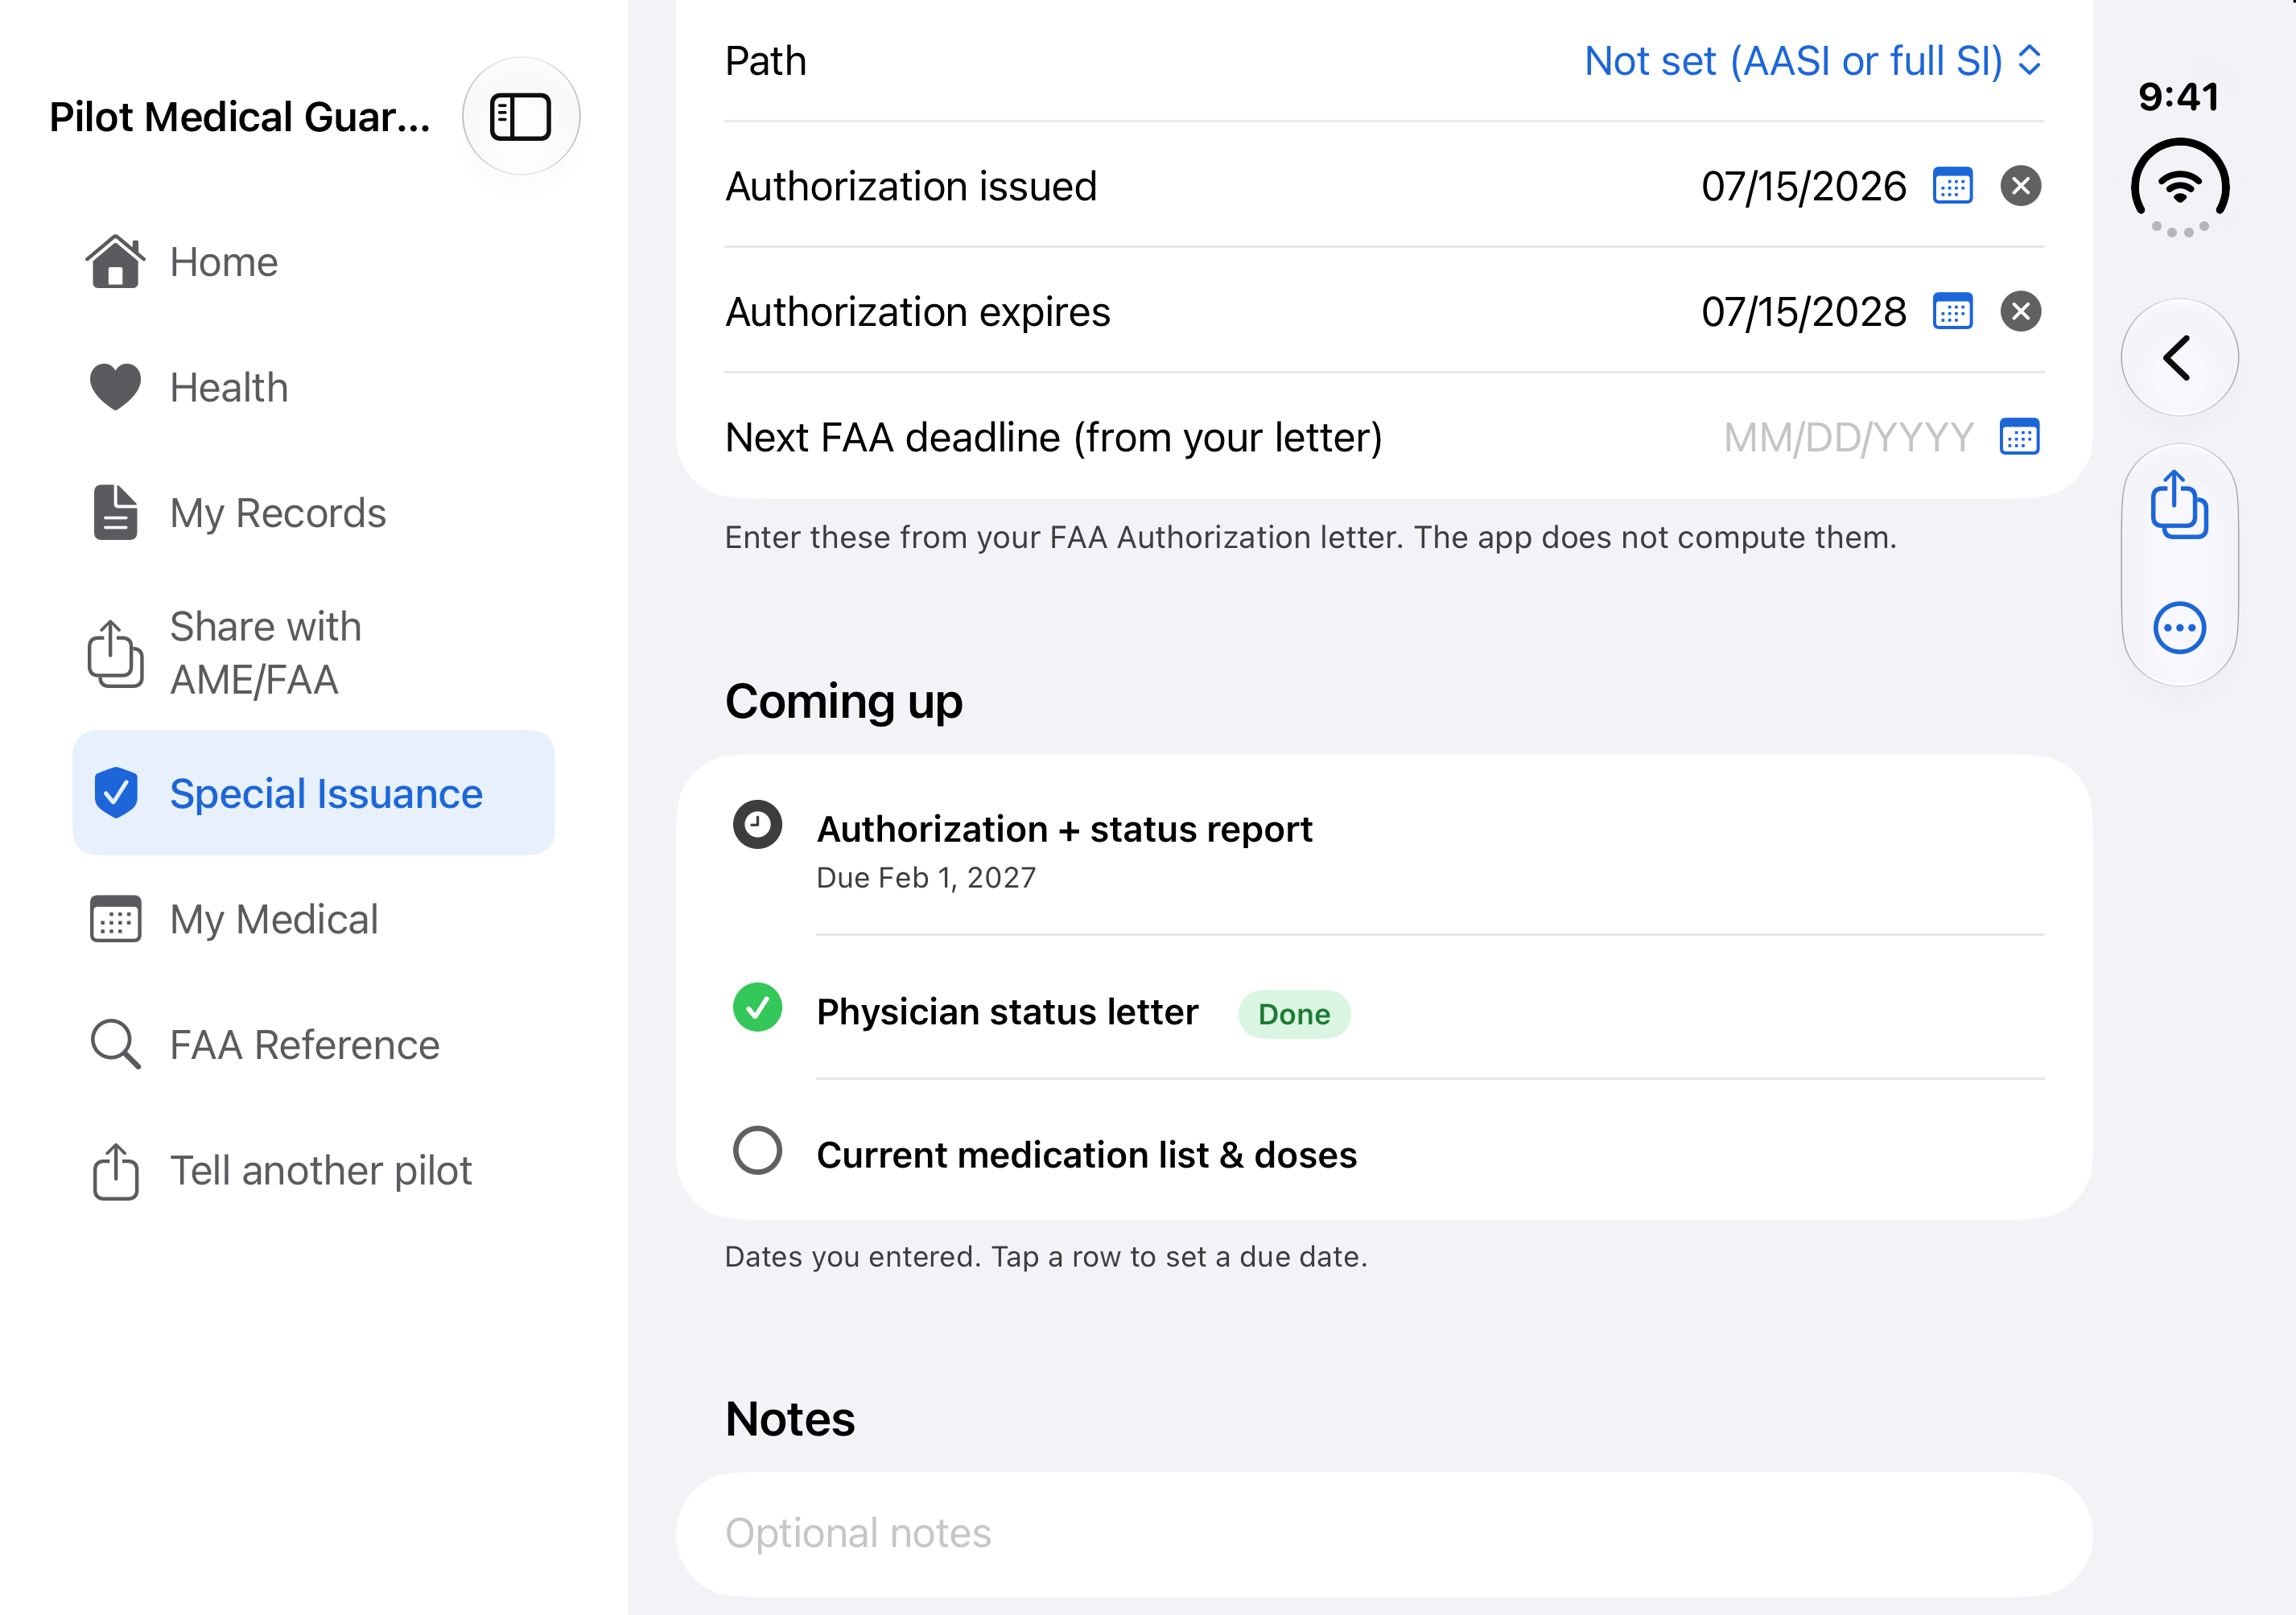 Pilot Medical Guar...
Home
Health
My Records
Share with
AME/FAA
Special Issuance
My Medical
FAA Reference
Tell another pilot
Path
Not set (AASI or full SI)
Authorization issued
07/15/2026
Authorization expires
07/15/2028
Next FAA deadline (from your letter)
MM/DD/YYYY
Enter these from your FAA Authorization letter. The app does not compute them.
Coming up
Authorization + status report
Due Feb 1, 2027
Physician status letter
Done
Current medication list & doses
Dates you entered. Tap a row to set a due date.
Notes
Optional notes
9:41